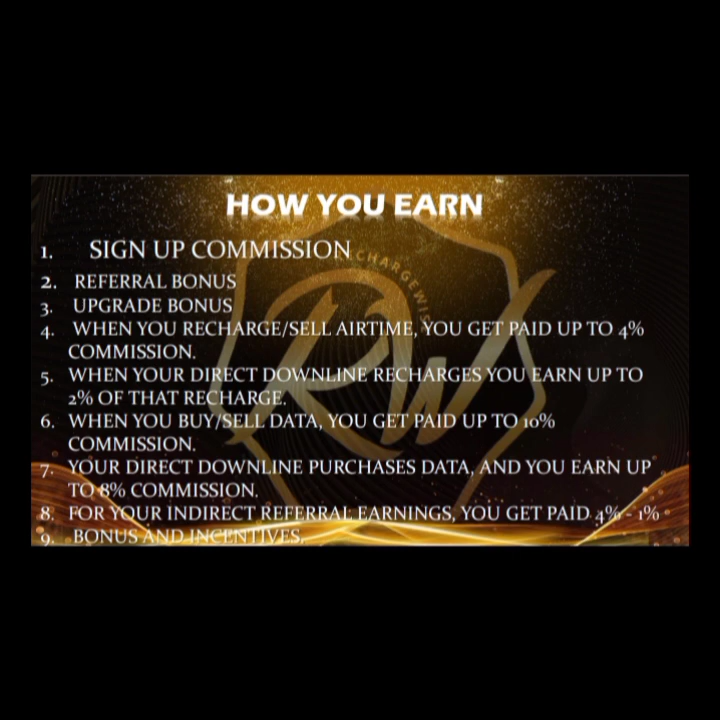 HOW YOU EARN
1. SIGN UP COMMISSION
2. REFERRAL BONUS
3. UPGRADE BONUS
4. WHEN YOU RECHARGE/SELL AIRTIME, YOU GET PAID UP TO 4%
COMMISSION.
5. WHEN YOUR DIRECT DOWNLINE RECHARGES YOU EARN UP TO
2% OF THAT RECHARGE.
6. WHEN YOU BUY/SELL DATA, YOU GET PAID UP TO 10%
COMMISSION.
7. YOUR DIRECT DOWNLINE PURCHASES DATA, AND YOU EARN UP
TO 8% COMMISSION.
8. FOR YOUR INDIRECT REFERRAL EARNINGS, YOU GET PAID 4% - 1%
9. BONUS AND INCENTIVES.
RW